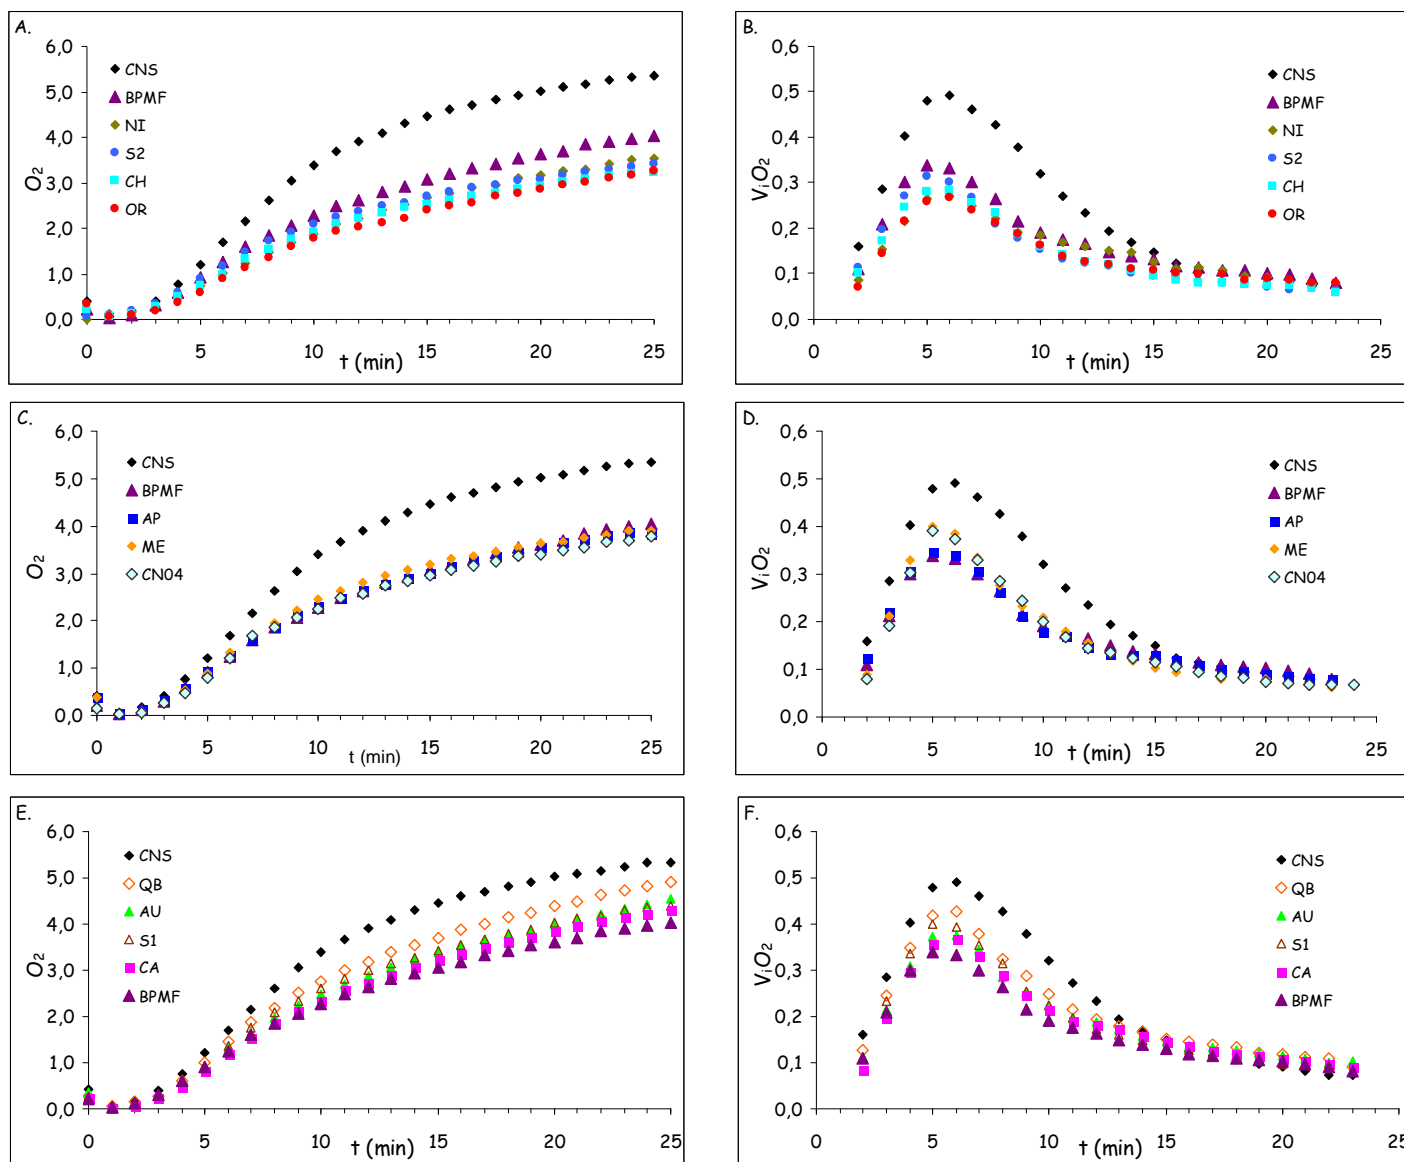 A.
O2
6,0
5,0
4,0
3,0
2,0
1,0
0,0
CNS
BPMF
NI
S2
CH
OR
0 5 10 15 20 25
t (min)
B.
ViO2
0,6
0,5
0,4
0,3
0,2
0,1
0,0
CNS
BPMF
NI
S2
CH
OR
0 5 10 15 20 25
t (min)
C.
O2
6,0
5,0
4,0
3,0
2,0
1,0
0,0
CNS
BPMF
AP
ME
CN04
0 5 10 15 20 25
t (min)
D.
ViO2
0,6
0,5
0,4
0,3
0,2
0,1
0,0
CNS
BPMF
AP
ME
CN04
0 5 10 15 20 25
t (min)
E.
O2
6,0
5,0
4,0
3,0
2,0
1,0
0,0
CNS
QB
AU
S1
CA
BPMF
0 5 10 15 20 25
t (min)
F.
ViO2
0,6
0,5
0,4
0,3
0,2
0,1
0,0
CNS
QB
AU
S1
CA
BPMF
0 5 10 15 20 25
t (min)